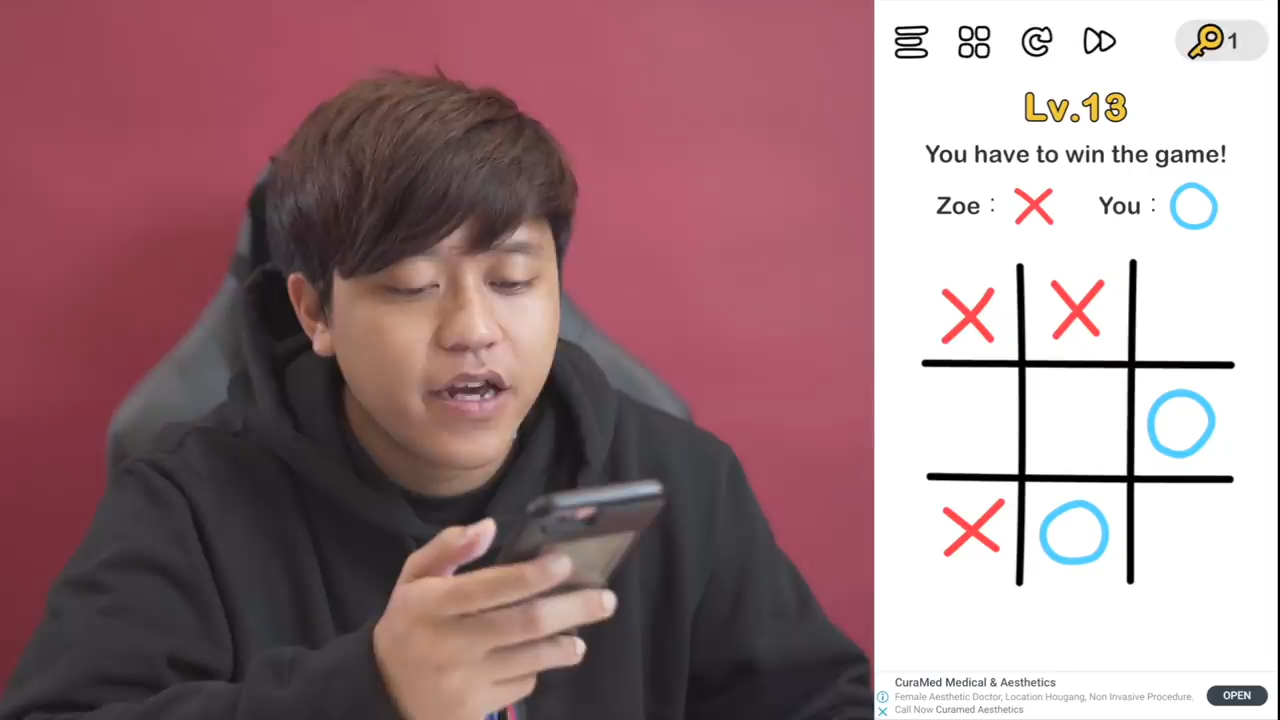 1
Lv.13
You have to win the game!
Zoe : You :
CuraMed Medical & Aesthetics
Female Aesthetic Doctor, Location Hougang, Non Invasive Procedure.
Call Now Curamed Aesthetics
OPEN